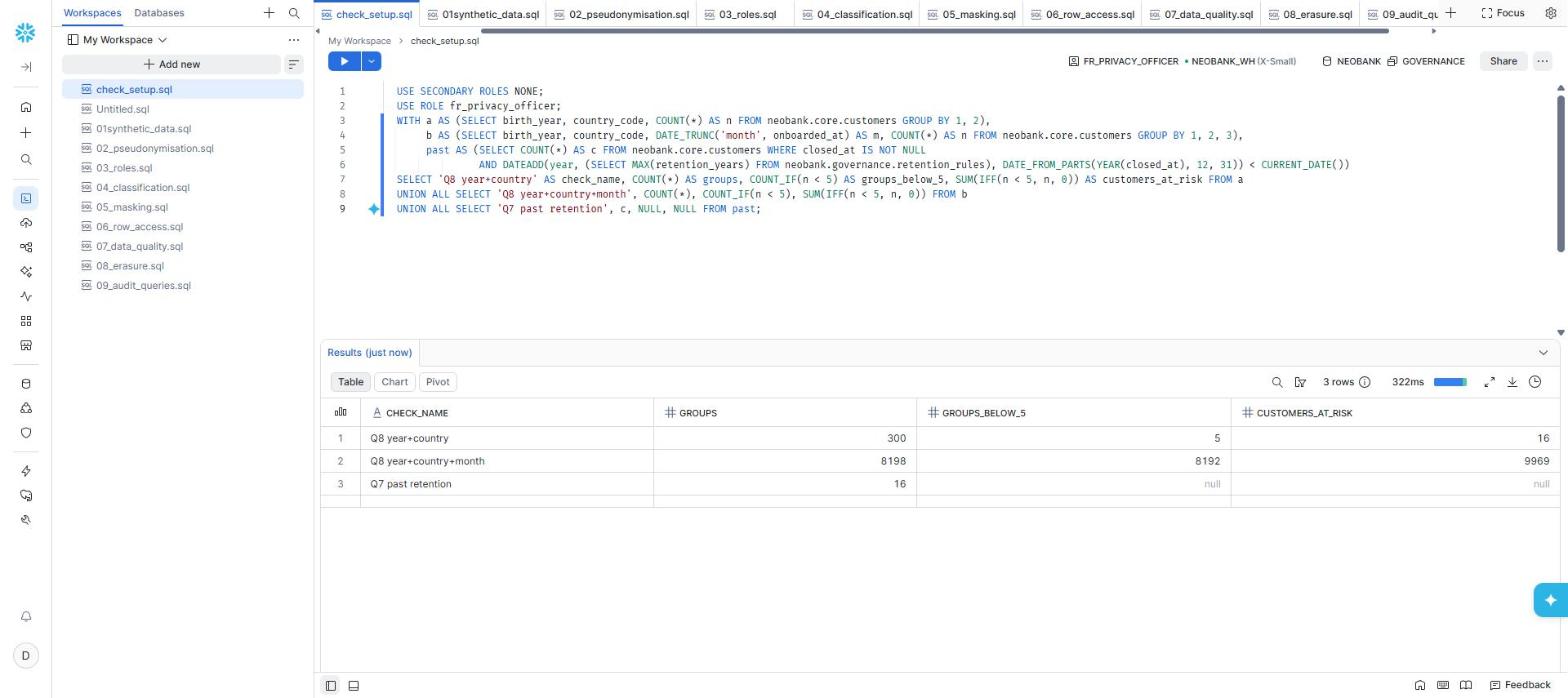 Workspaces Databases
My Workspace
Add new
check_setup.sql
Untitled.sql
01synthetic_data.sql
02_pseudonymisation.sql
03_roles.sql
04_classification.sql
05_masking.sql
06_row_access.sql
07_data_quality.sql
08_erasure.sql
09_audit_queries.sql
D
check_setup.sql 01synthetic_data.sql 02_pseudonymisation.sql 03_roles.sql 04_classification.sql 05_masking.sql 06_row_access.sql 07_data_quality.sql 08_erasure.sql 09_audit_qu Focus
My Workspace > check_setup.sql
FR_PRIVACY_OFFICER • NEOBANK_WH (X-Small) NEOBANK GOVERNANCE Share
1 USE SECONDARY ROLES NONE;
2 USE ROLE fr_privacy_officer;
3 WITH a AS (SELECT birth_year, country_code, COUNT(*) AS n FROM neobank.core.customers GROUP BY 1, 2),
4 b AS (SELECT birth_year, country_code, DATE_TRUNC('month', onboarded_at) AS m, COUNT(*) AS n FROM neobank.core.customers GROUP BY 1, 2, 3),
5 past AS (SELECT COUNT(*) AS c FROM neobank.core.customers WHERE closed_at IS NOT NULL
6 AND DATEADD(year, (SELECT MAX(retention_years) FROM neobank.governance.retention_rules), DATE_FROM_PARTS(YEAR(closed_at), 12, 31)) < CURRENT_DATE())
7 SELECT 'Q8 year+country' AS check_name, COUNT(*) AS groups, COUNT_IF(n < 5) AS groups_below_5, SUM(IFF(n < 5, n, 0)) AS customers_at_risk FROM a
8 UNION ALL SELECT 'Q8 year+country+month', COUNT(*), COUNT_IF(n < 5), SUM(IFF(n < 5, n, 0)) FROM b
9 UNION ALL SELECT 'Q7 past retention', c, NULL, NULL FROM past;
Results (just now)
Table Chart Pivot 3 rows 322ms
CHECK_NAME GROUPS GROUPS_BELOW_5 CUSTOMERS_AT_RISK
1 Q8 year+country 300 5 16
2 Q8 year+country+month 8198 8192 9969
3 Q7 past retention 16 null null
Feedback